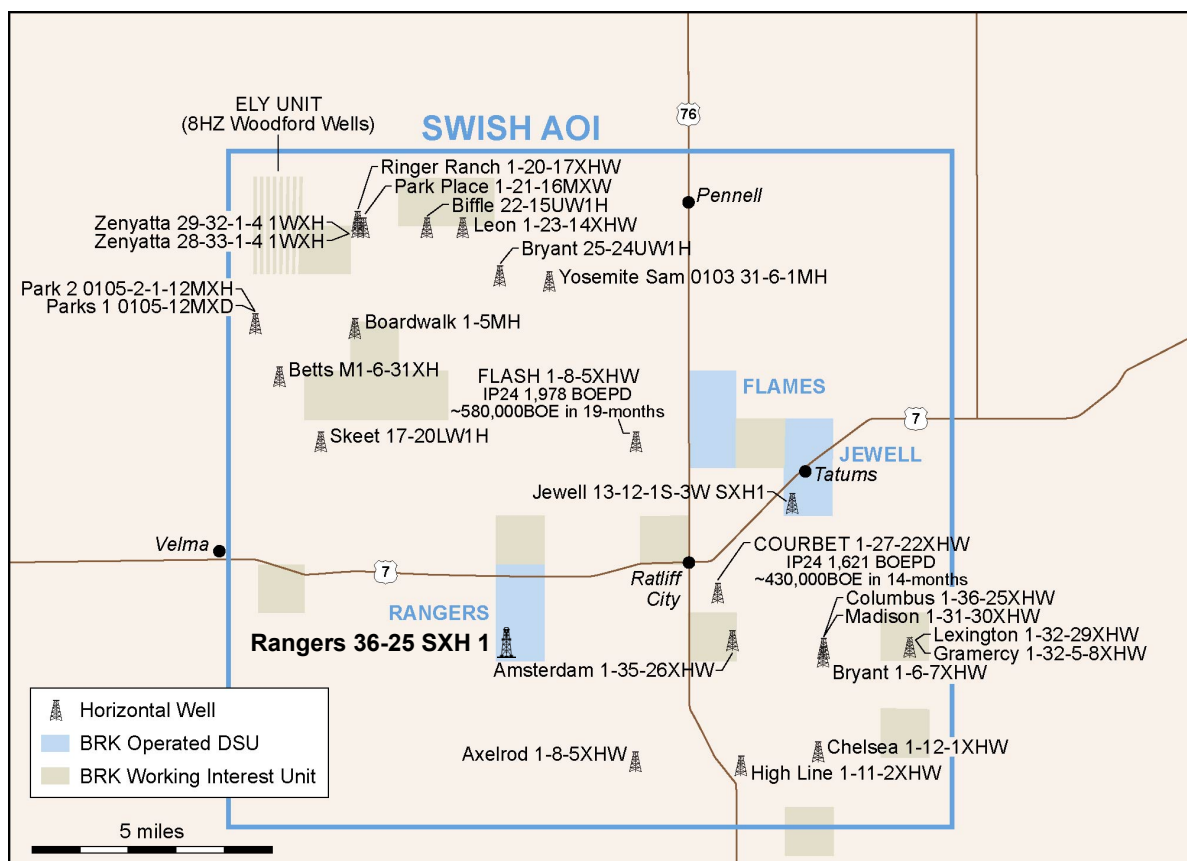 ELY UNIT
(8HZ Woodford Wells)
SWISH AOI
76
Ringer Ranch 1-20-17XHW
Park Place 1-21-16MXW
Biffle 22-15UW1H
Leon 1-23-14XHW
Pennell
Zenyatta 29-32-1-4 1WXH
Zenyatta 28-33-1-4 1WXH
Bryant 25-24UW1H
Yosemite Sam 0103 31-6-1MH
Park 2 0105-2-1-12MXH
Parks 1 0105-12MXD
Boardwalk 1-5MH
Betts M1-6-31XH
FLASH 1-8-5XHW
IP24 1,978 BOEPD
~580,000BOE in 19-months
FLAMES
7
Skeet 17-20LW1H
JEWELL
Tatums
Jewell 13-12-1S-3W SXH1
Velma
COURBET 1-27-22XHW
IP24 1,621 BOEPD
~430,000BOE in 14-months
7
Ratliff
City
Columbus 1-36-25XHW
Madison 1-31-30XHW
RANGERS
Rangers 36-25 SXH 1
Lexington 1-32-29XHW
Gramercy 1-32-5-8XHW
Amsterdam 1-35-26XHW
Bryant 1-6-7XHW
Horizontal Well
BRK Operated DSU
BRK Working Interest Unit
Axelrod 1-8-5XHW
Chelsea 1-12-1XHW
High Line 1-11-2XHW
5 miles